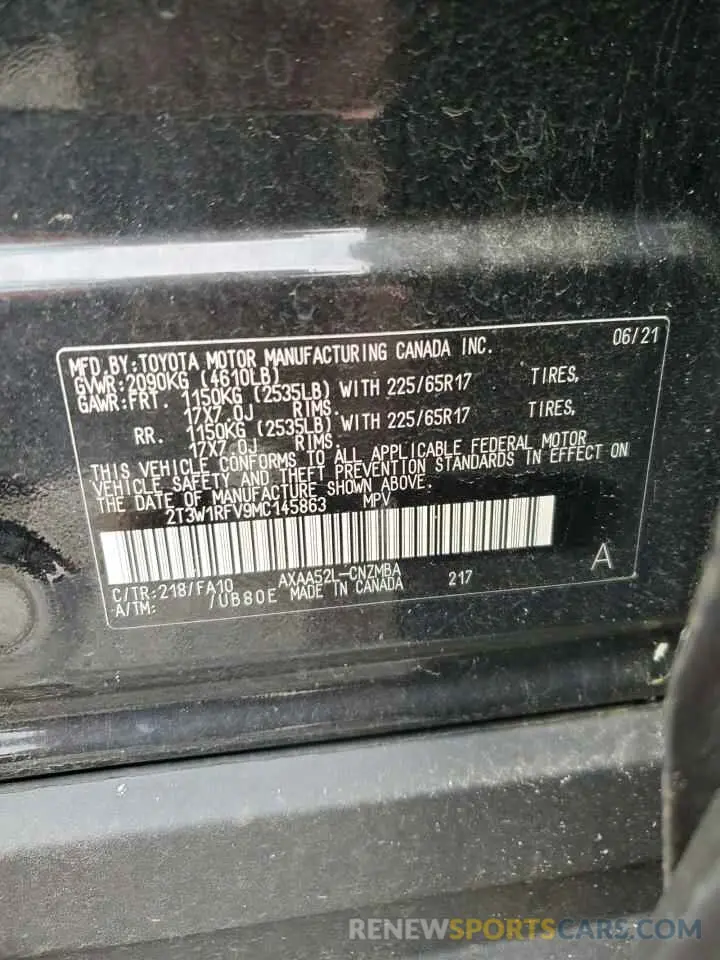 06/21
MFD.BY:TOYOTA MOTOR MANUFACTURING CANADA INC.
GVWR:2090KG (4610LB)
GAWR:FRT. 1150KG (2535LB) WITH 225/65R17 TIRES,
17X7.0J RIMS.
RR. 1150KG (2535LB) WITH 225/65R17 TIRES,
17X7.0J RIMS.
THIS VEHICLE CONFORMS TO ALL APPLICABLE FEDERAL MOTOR
VEHICLE SAFETY AND THEFT PREVENTION STANDARDS IN EFFECT ON
THE DATE OF MANUFACTURE SHOWN ABOVE.
2T3W1RFV9MC145863 MPV
A
C/TR:218/FA10 AXAA52L-CNZMBA 217
A/TM: /UB80E MADE IN CANADA
RENEWSPORTSCARS.COM